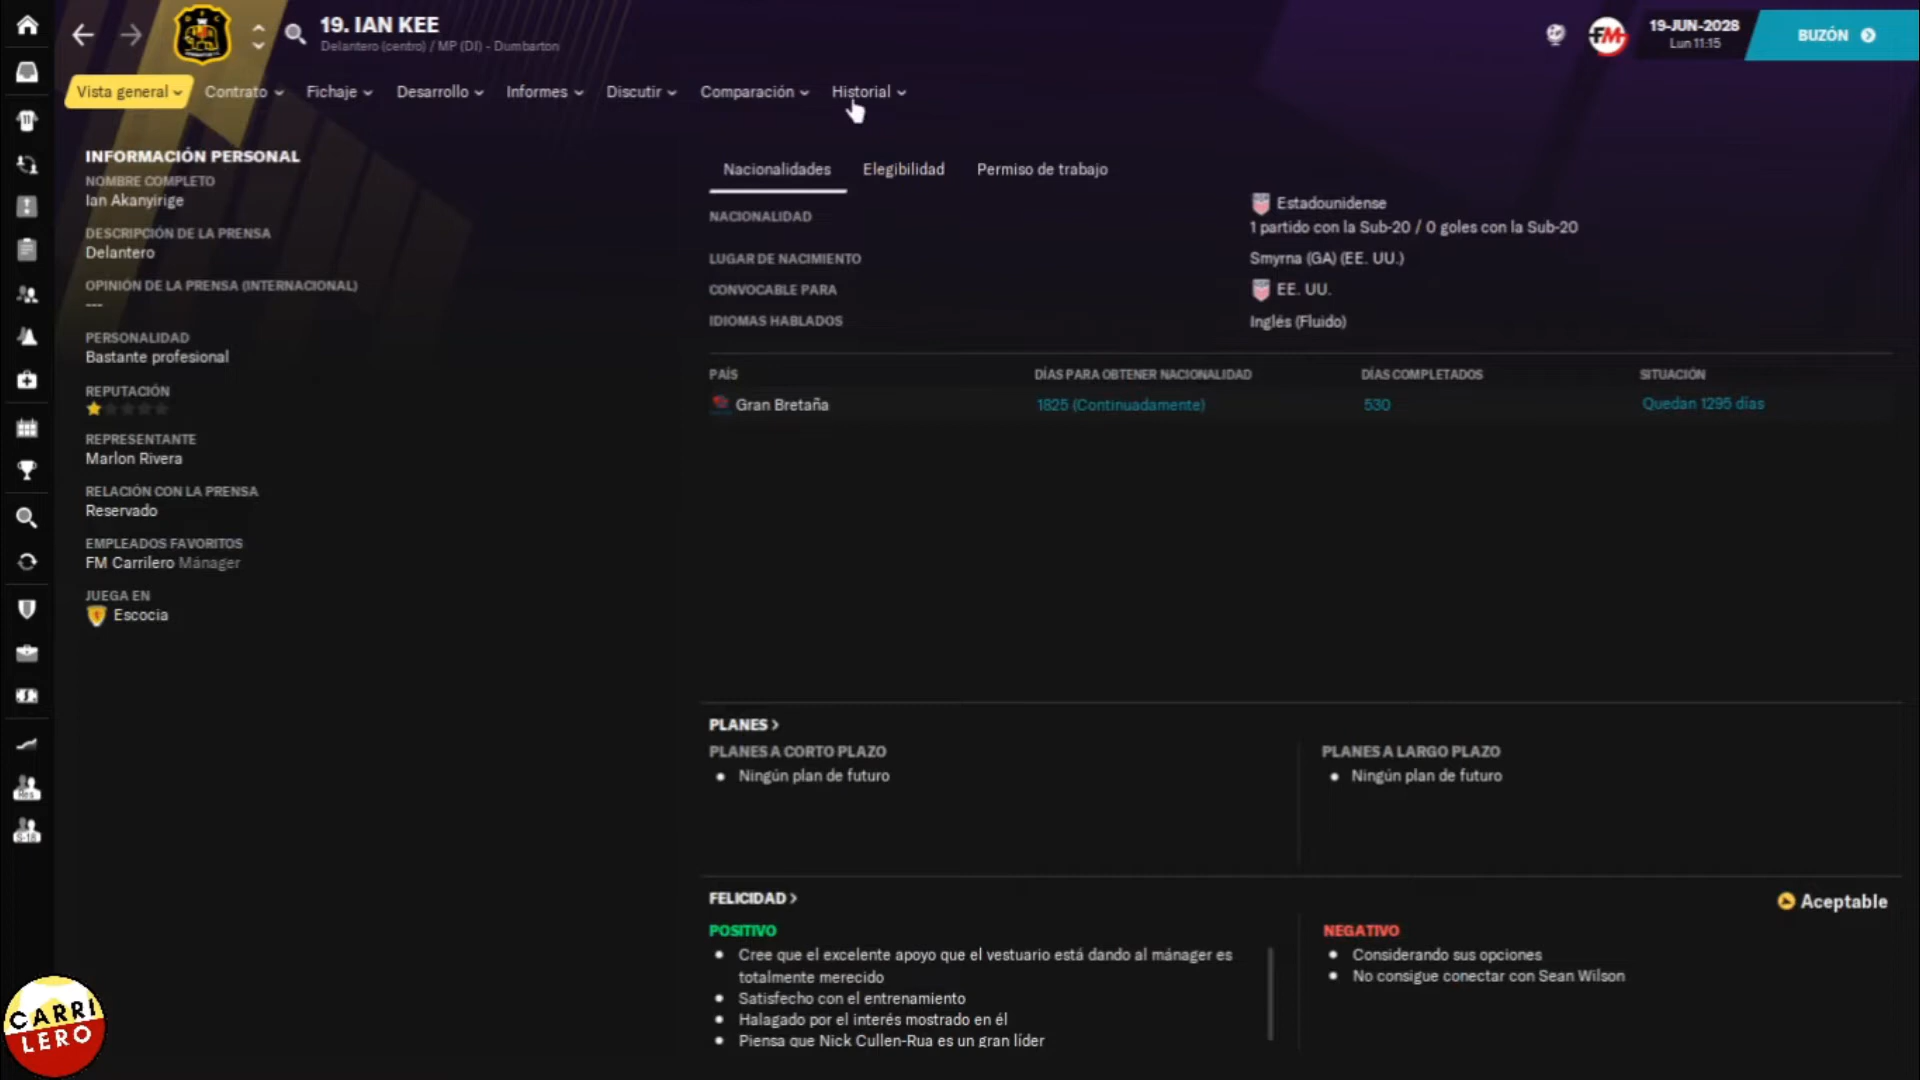 19. IAN KEE
Delantero (centro) / MP (DI) - Dumbarton
FM
19-JUN-2028
Lun 11:15
BUZÓN
Vista general
Contrato
Fichaje
Desarrollo
Informes
Discutir
Comparación
Historial
INFORMACIÓN PERSONAL
NOMBRE COMPLETO
Ian Akanyirige
DESCRIPCIÓN DE LA PRENSA
Delantero
OPINIÓN DE LA PRENSA (INTERNACIONAL)
---
PERSONALIDAD
Bastante profesional
REPUTACIÓN
REPRESENTANTE
Marlon Rivera
RELACIÓN CON LA PRENSA
Reservado
EMPLEADOS FAVORITOS
FM Carrilero Mánager
JUEGA EN
Escocia
Nacionalidades
Elegibilidad
Permiso de trabajo
NACIONALIDAD
Estadounidense
1 partido con la Sub-20 / 0 goles con la Sub-20
LUGAR DE NACIMIENTO
Smyrna (GA) (EE. UU.)
CONVOCABLE PARA
EE. UU.
IDIOMAS HABLADOS
Inglés (Fluido)
PAÍS
DÍAS PARA OBTENER NACIONALIDAD
DÍAS COMPLETADOS
SITUACIÓN
Gran Bretaña
1825 (Continuadamente)
530
Quedan 1295 días
PLANES >
PLANES A CORTO PLAZO
• Ningún plan de futuro
PLANES A LARGO PLAZO
• Ningún plan de futuro
FELICIDAD >
Aceptable
POSITIVO
• Cree que el excelente apoyo que el vestuario está dando al mánager es
totalmente merecido
• Satisfecho con el entrenamiento
• Halagado por el interés mostrado en él
• Piensa que Nick Cullen-Rua es un gran líder
NEGATIVO
• Considerando sus opciones
• No consigue conectar con Sean Wilson
Res
S-18
CARRI
LERO